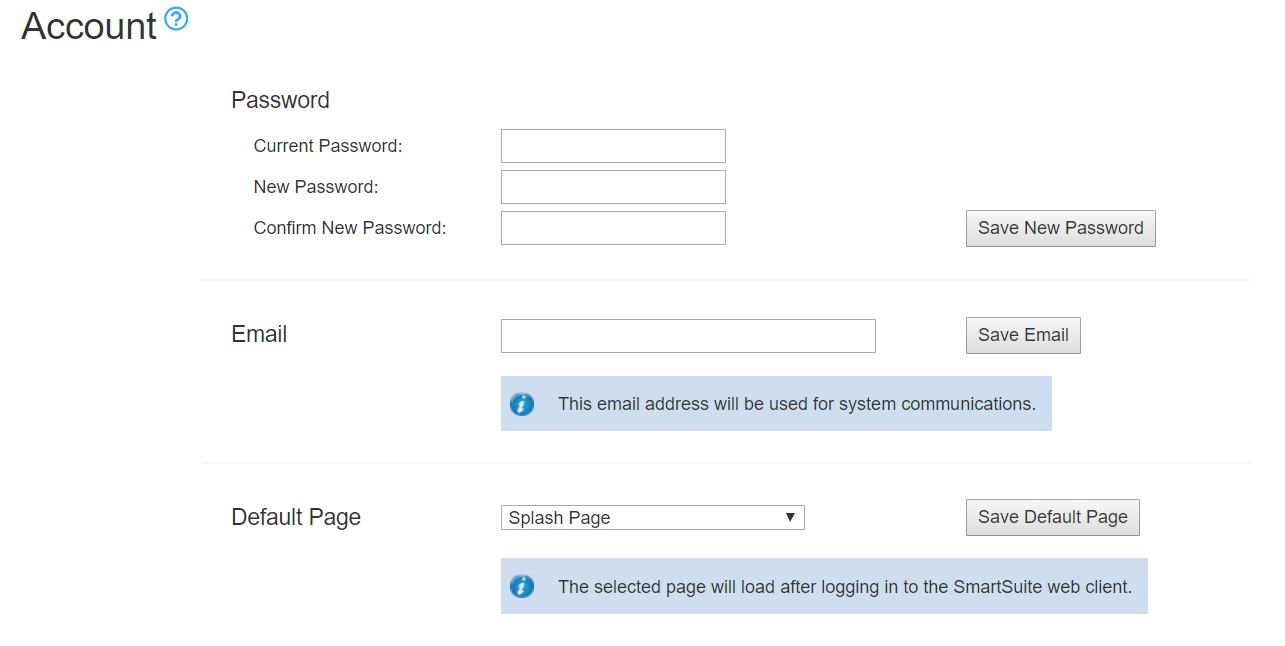 Account ?
Password
Current Password:
New Password:
Confirm New Password:
Save New Password
Email
Save Email
i This email address will be used for system communications.
Default Page
Splash Page ▼
Save Default Page
i The selected page will load after logging in to the SmartSuite web client.